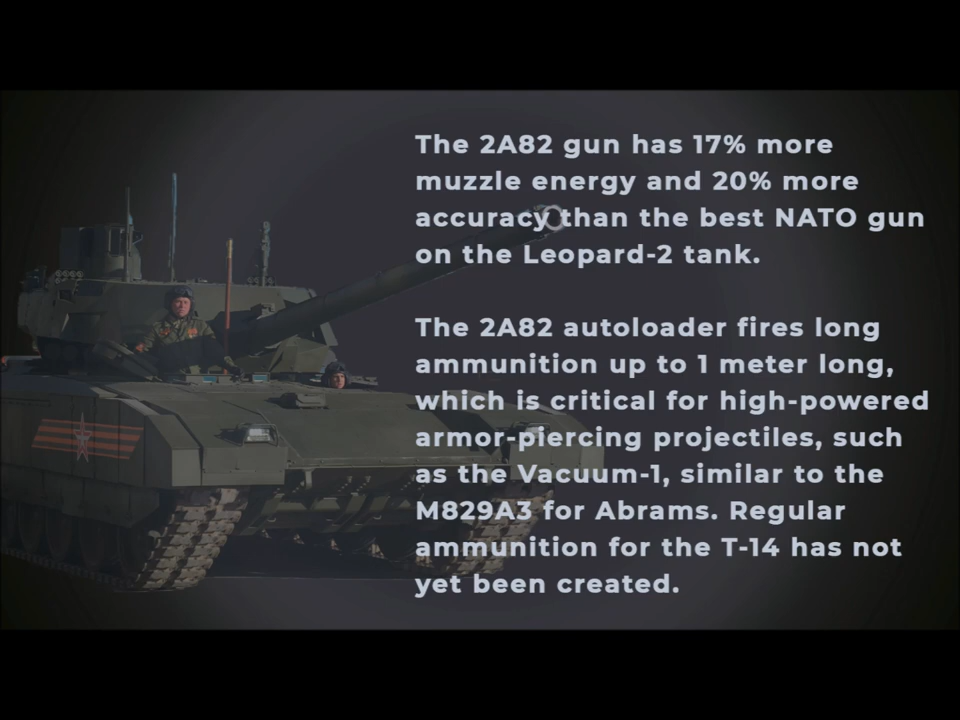 The 2A82 gun has 17% more
muzzle energy and 20% more
accuracy than the best NATO gun
on the Leopard-2 tank.
The 2A82 autoloader fires long
ammunition up to 1 meter long,
which is critical for high-powered
armor-piercing projectiles, such
as the Vacuum-1, similar to the
M829A3 for Abrams. Regular
ammunition for the T-14 has not
yet been created.